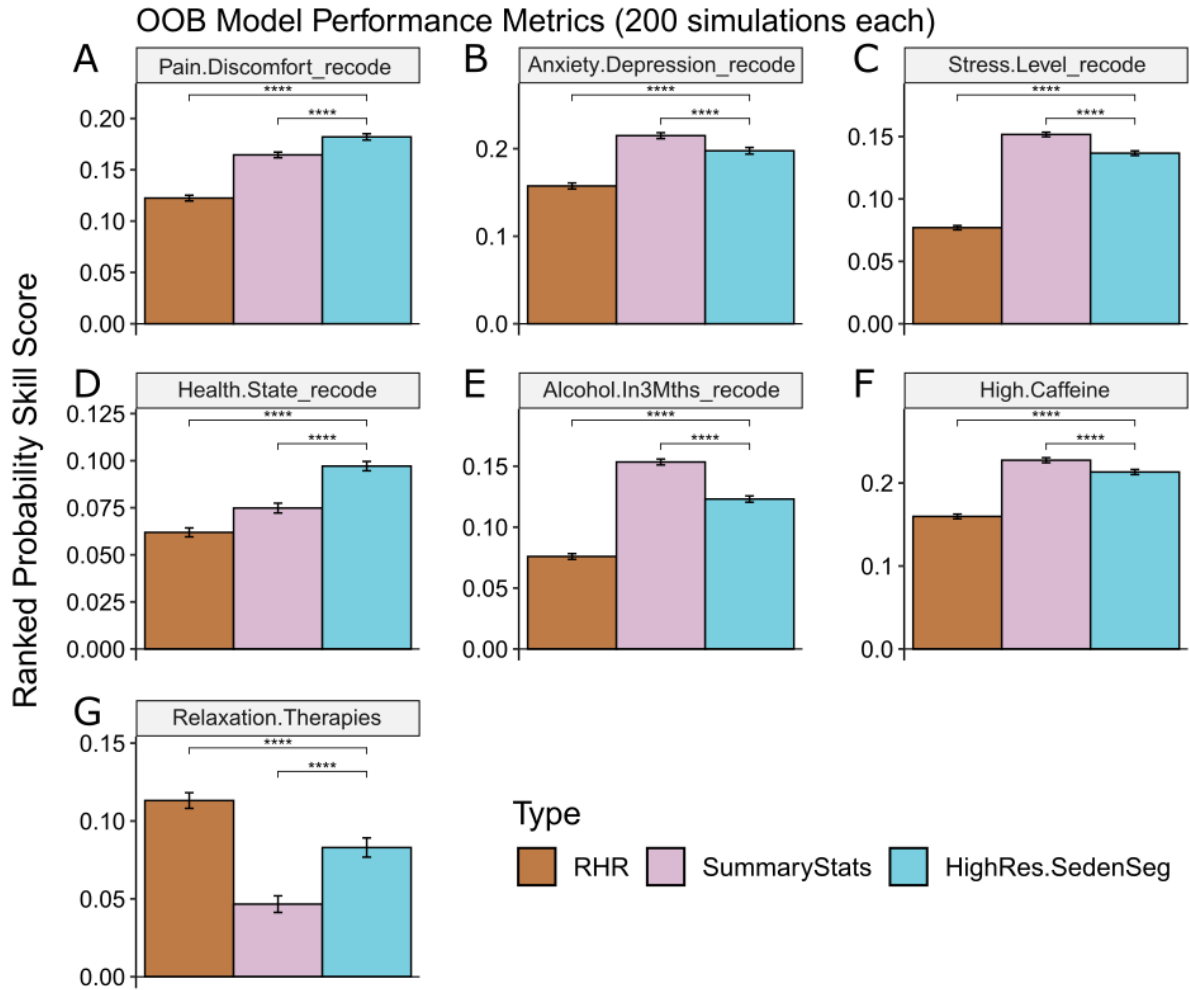 OOB Model Performance Metrics (200 simulations each)
Ranked Probability Skill Score
A
Pain.Discomfort_recode
****
****
0.20
0.15
0.10
0.05
0.00
B
Anxiety.Depression_recode
****
****
0.2
0.1
0.0
C
Stress.Level_recode
****
****
0.15
0.10
0.05
0.00
D
Health.State_recode
****
****
0.125
0.100
0.075
0.050
0.025
0.000
E
Alcohol.In3Mths_recode
****
****
0.15
0.10
0.05
0.00
F
High.Caffeine
****
****
0.2
0.1
0.0
G
Relaxation.Therapies
****
****
0.15
0.10
0.05
0.00
Type
RHR
SummaryStats
HighRes.SedenSeg